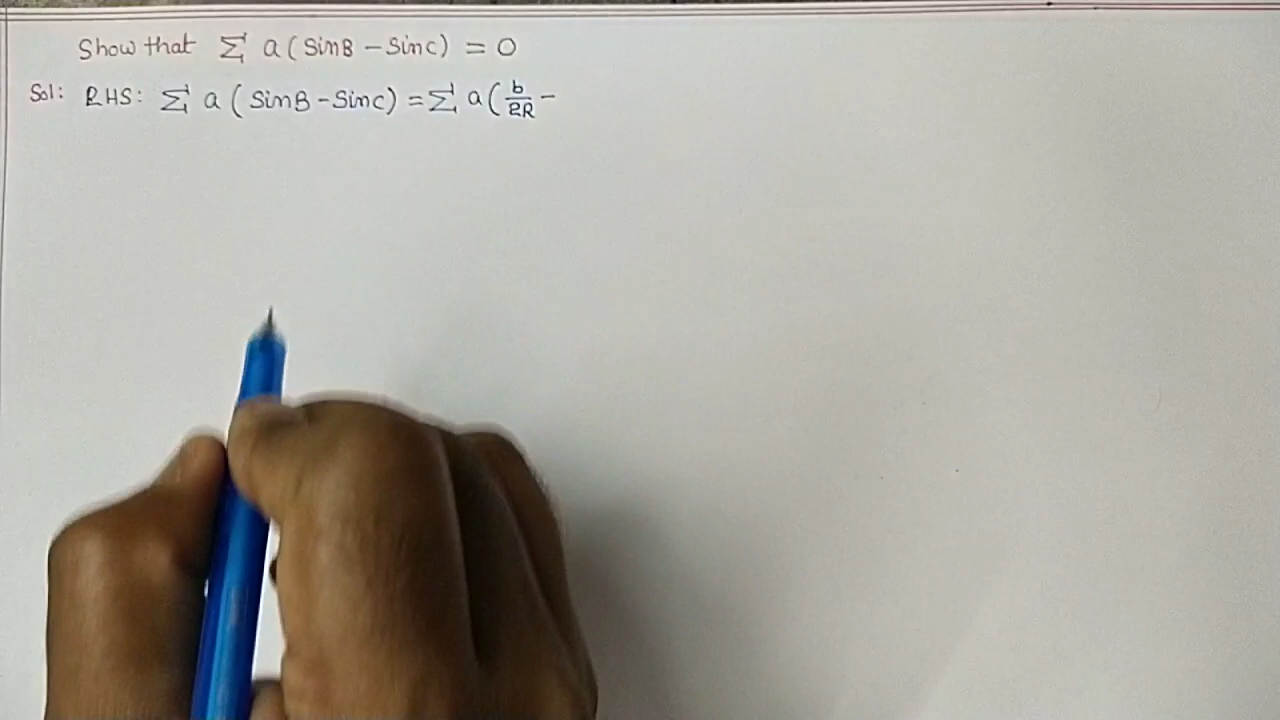 Show that Σ a (SinB - Sinc) = 0
Sol: RHS: Σ a (SinB - Sinc) = Σ a ( b/2R -